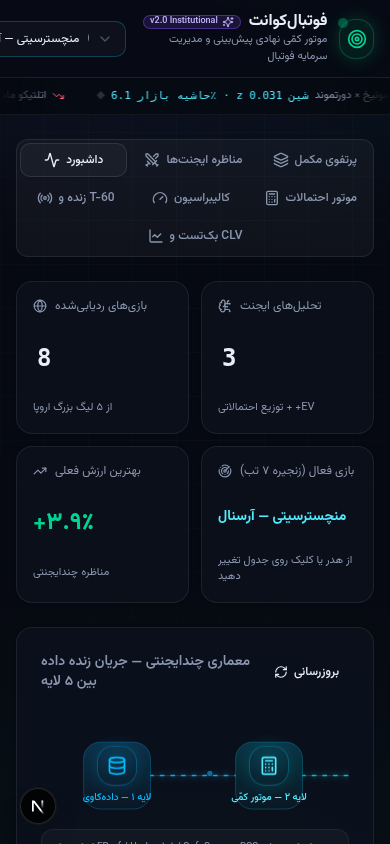 فوتبال‌کوانت v2.0 Institutional
موتور کمّی نهادی پیش‌بینی و مدیریت
سرمایه فوتبال
منچسترسیتی — آ
دورتموند شین z 0.031 · حاشیه بازار 6.1٪ ◆ اتلتیکو
پرتفوی مکمل
مناظره ایجنت‌ها
داشبورد
موتور احتمالات
کالیبراسیون
T-60 زنده و
CLV بک‌تست و
تحلیل‌های ایجنت
3
+EV + توزیع احتمالاتی
بازی‌های ردیابی‌شده
8
از ۵ لیگ بزرگ اروپا
بازی فعال (زنجیره ۷ تب)
منچسترسیتی — آرسنال
از هدر یا کلیک روی جدول تغییر
دهید
بهترین ارزش فعلی
+۳.۹٪
مناظره چندایجنتی
معماری چندایجنتی — جریان زنده داده
بین ۵ لایه
بروزرسانی
لایه ۲ — موتور کمّی
لایه ۱ — داده‌کاوی
N